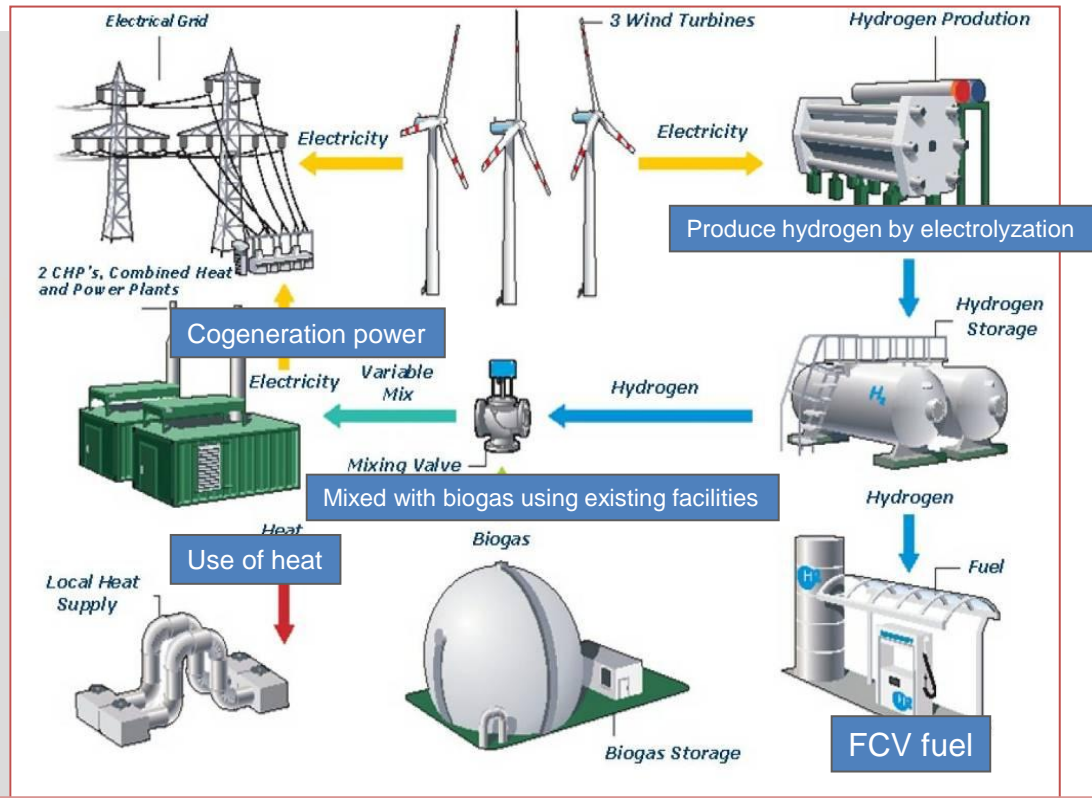 Electrical Grid
3 Wind Turbines
Hydrogen Prodution
Electricity
Electricity
Produce hydrogen by electrolyzation
2 CHP's, Combined Heat
and Power Plants
Hydrogen
Storage
Cogeneration power
Electricity
Variable
Mix
Hydrogen
H2
Mixing Valve
Mixed with biogas using existing facilities
Hydrogen
Heat
Use of heat
Biogas
Fuel
Local Heat
Supply
H2
H2
Biogas Storage
FCV fuel